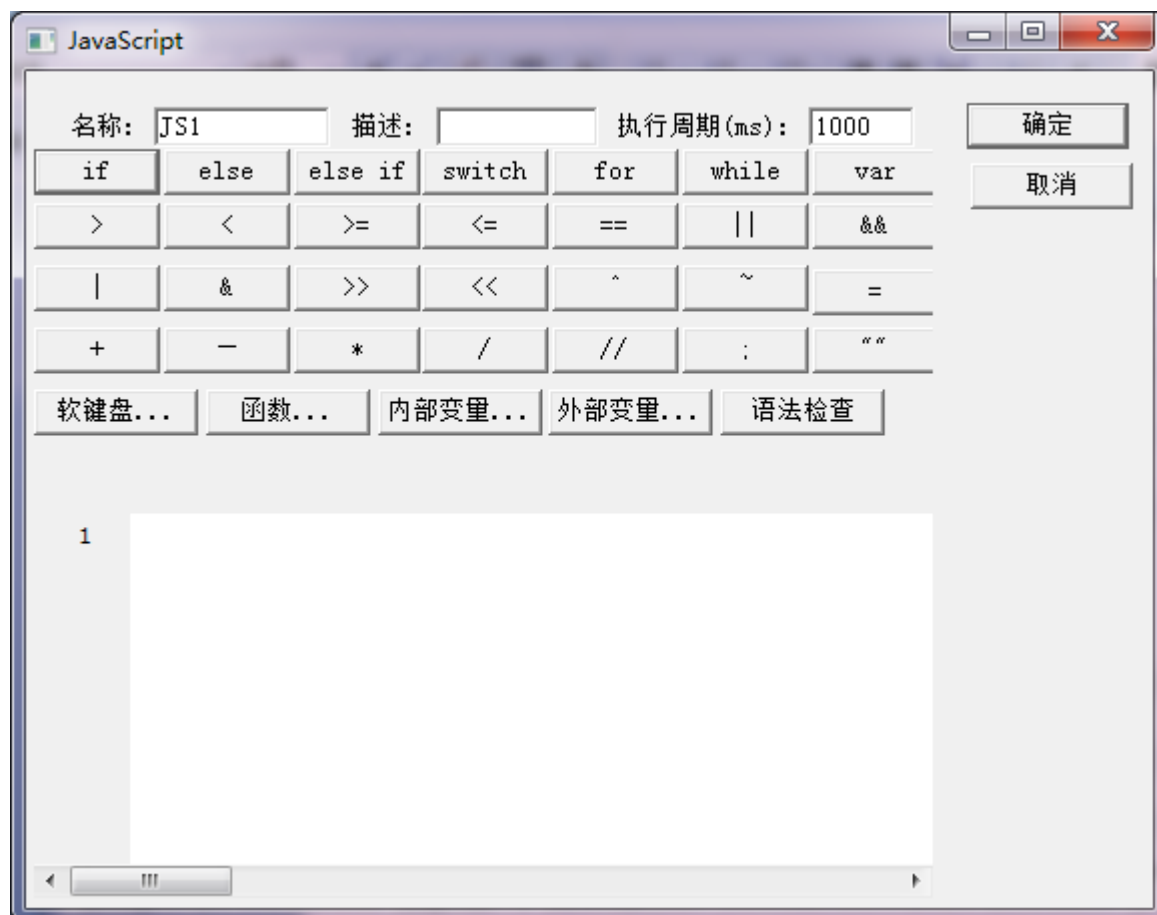 JavaScript
名称: JS1 描述: 执行周期(ms): 1000 确定
if else else if switch for while var 取消
> < >= <= == || &&
| & >> << ^ ~ =
+ — * / // ; ""
软键盘... 函数... 内部变量... 外部变量... 语法检查
1